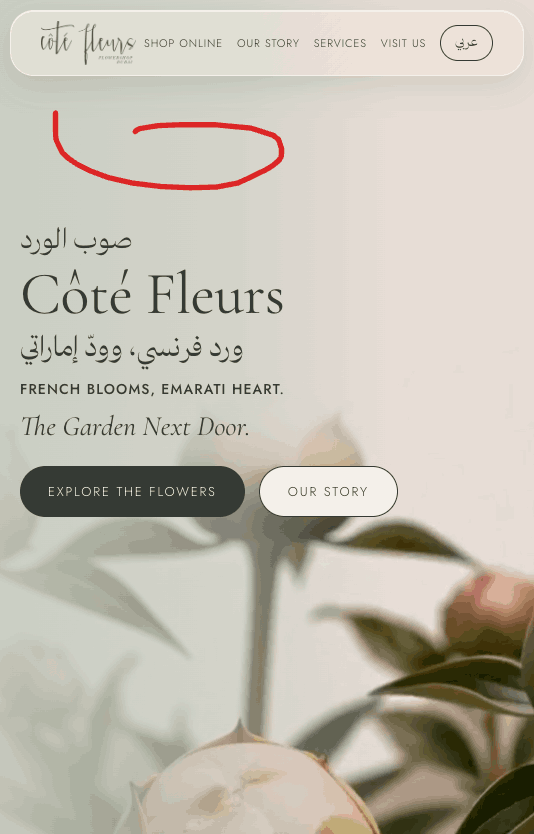 côté fleurs
SHOP ONLINE OUR STORY SERVICES VISIT US عربي
صوب الورد
Côté Fleurs
ورد فرنسي، وودّ إماراتي
FRENCH BLOOMS, EMARATI HEART.
The Garden Next Door.
EXPLORE THE FLOWERS OUR STORY